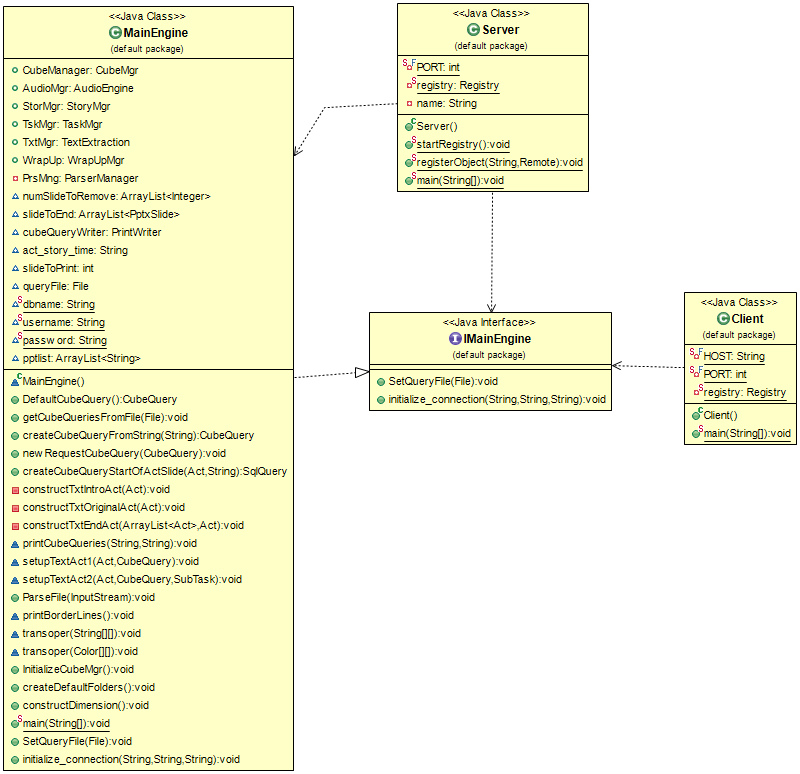 <<Java Class>>
MainEngine
(default package)
CubeManager: CubeMgr
AudioMgr: AudioEngine
StorMgr: StoryMgr
TskMgr: TaskMgr
TxtMgr: TextExtraction
WrapUp: WrapUpMgr
PrsMng: ParserManager
numSlideToRemove: ArrayList<Integer>
slideToEnd: ArrayList<PptxSlide>
cubeQueryWriter: PrintWriter
act_story_time: String
slideToPrint: int
queryFile: File
S dbname: String
S username: String
S password: String
pptlist: ArrayList<String>
C MainEngine()
DefaultCubeQuery():CubeQuery
getCubeQueriesFromFile(File):void
createCubeQueryFromString(String):CubeQuery
newRequestCubeQuery(CubeQuery):void
createCubeQueryStartOfActSlide(Act,String):SqlQuery
constructTxtIntroAct(Act):void
constructTxtOriginalAct(Act):void
constructTxtEndAct(ArrayList<Act>,Act):void
printCubeQueries(String,String):void
setupTextAct1(Act,CubeQuery):void
setupTextAct2(Act,CubeQuery,SubTask):void
ParseFile(InputStream):void
printBorderLines():void
transoper(String[][]):void
transoper(Color[][]):void
InitializeCubeMgr():void
createDefaultFolders():void
constructDimension():void
S main(String[]):void
SetQueryFile(File):void
initialize_connection(String,String,String):void
<<Java Class>>
C Server
(default package)
S F PORT: int
S registry: Registry
name: String
C Server()
S startRegistry():void
S registerObject(String,Remote):void
S main(String[]):void
<<Java Interface>>
I IMainEngine
(default package)
SetQueryFile(File):void
initialize_connection(String,String,String):void
<<Java Class>>
C Client
(default package)
S F HOST: String
S F PORT: int
S registry: Registry
C Client()
S main(String[]):void